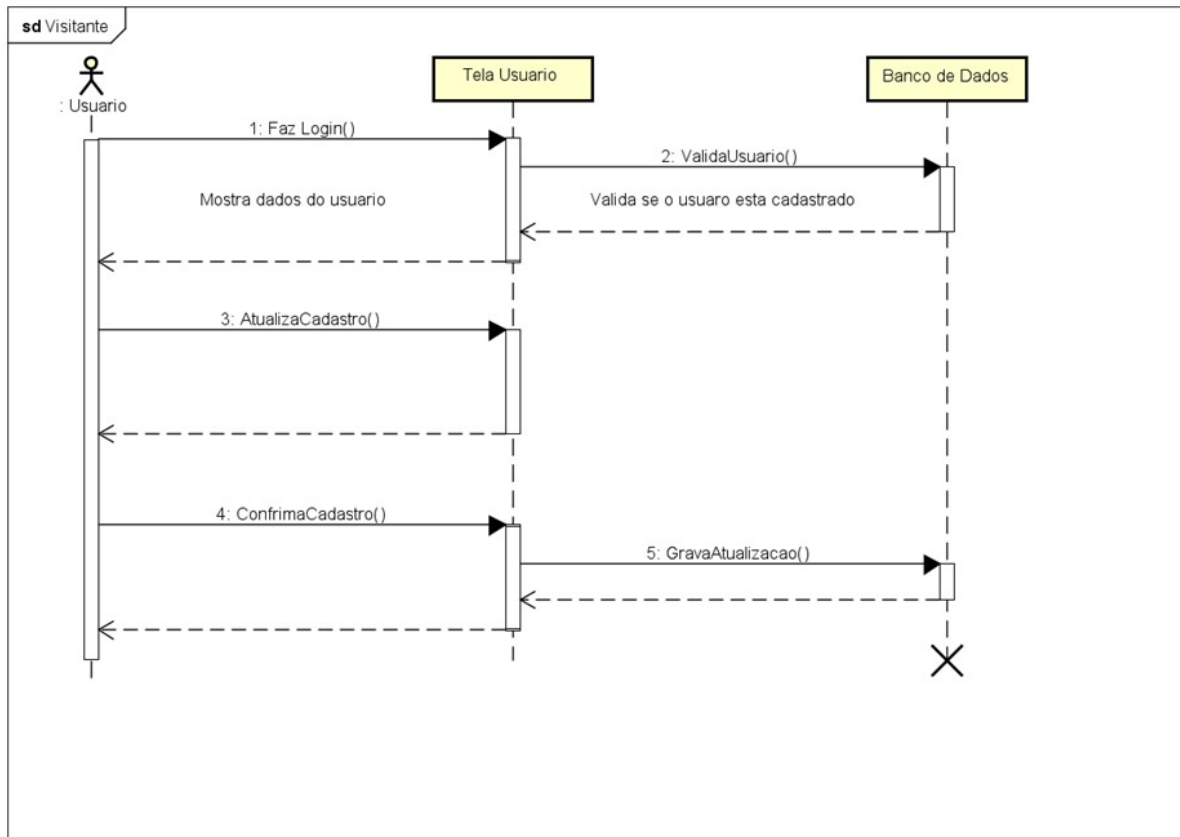 sd Visitante
: Usuario
Tela Usuario
Banco de Dados
1: Faz Login()
2: ValidaUsuario()
Mostra dados do usuario
Valida se o usuaro esta cadastrado
3: AtualizaCadastro()
4: ConfrimaCadastro()
5: GravaAtualizacao()